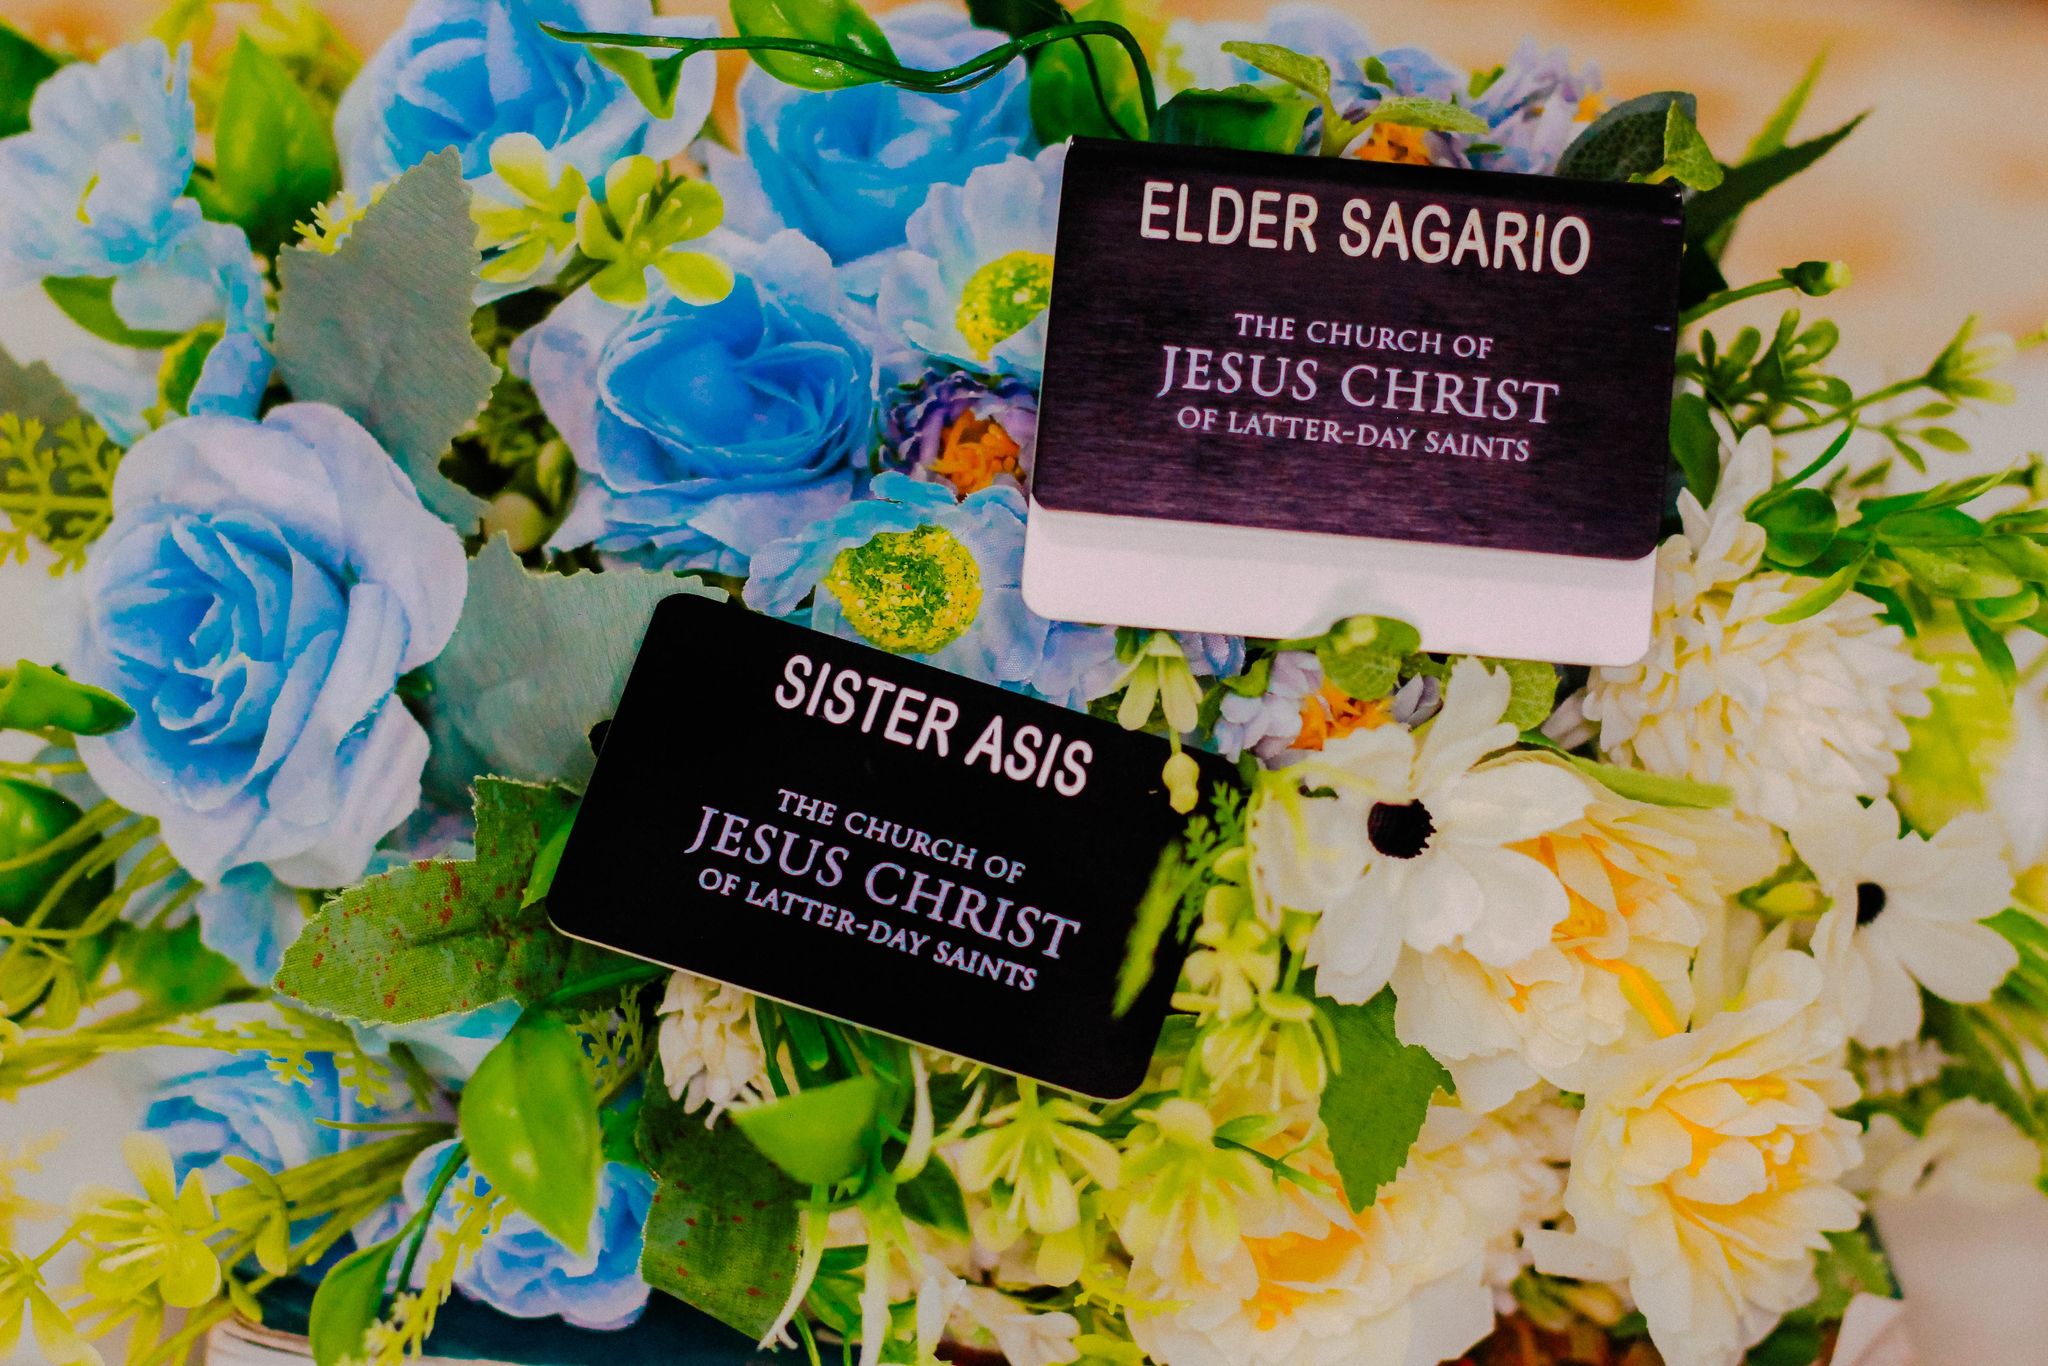 ELDER SAGARIO
THE CHURCH OF
JESUS CHRIST
OF LATTER-DAY SAINTS
SISTER ASIS
THE CHURCH OF
JESUS CHRIST
OF LATTER-DAY SAINTS